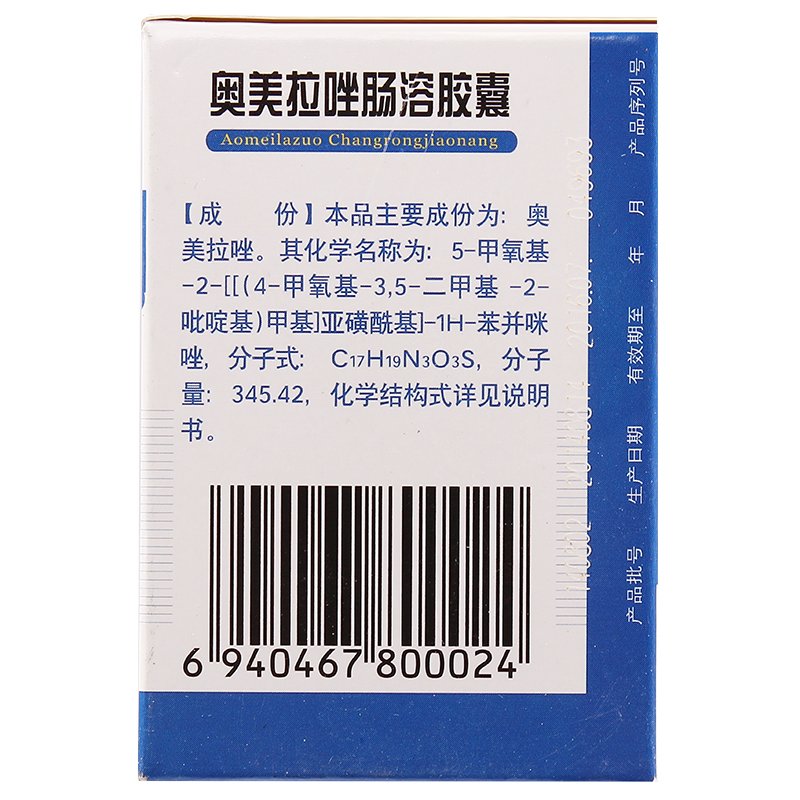 奥美拉唑肠溶胶囊
Aomeilazuo Changrongjiaonang
【成 份】本品主要成份为：奥
美拉唑。其化学名称为：5-甲氧基
-2-[[(4-甲氧基-3,5-二甲基 -2-
吡啶基)甲基]亚磺酰基]-1H-苯并咪
唑，分子式：C17H19N3O3S，分子
量：345.42，化学结构式详见说明
书。
6 940467 800024
产品批号 生产日期 有效期至 年 月 产品序列号